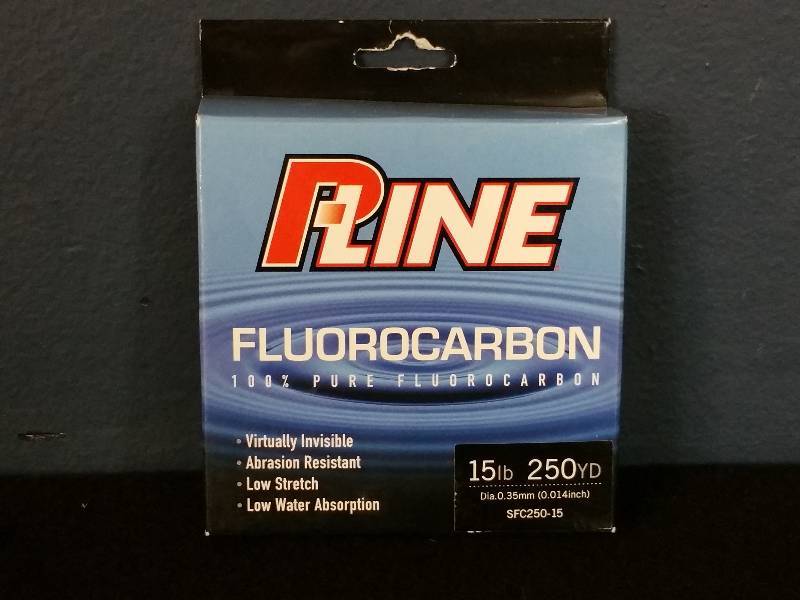 P-LINE
FLUOROCARBON
100% PURE FLUOROCARBON
• Virtually Invisible
• Abrasion Resistant
• Low Stretch
• Low Water Absorption
15lb 250YD
Dia.0.35mm (0.014inch)
SFC250-15